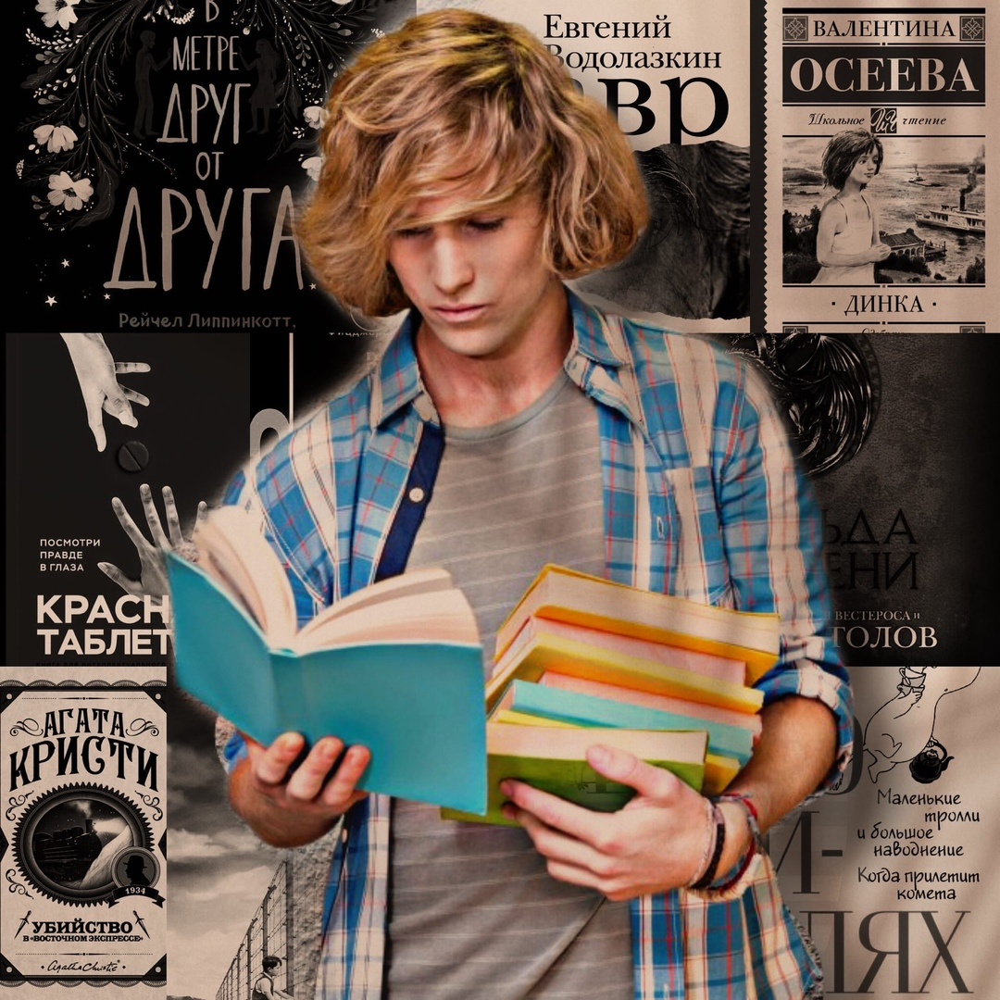 В
МЕТРЕ
ДРУГ
ОТ
ДРУГА
Рейчел Липпинкотт,
Евгений
Водолазкин
авр
ВАЛЕНТИНА
ОСЕЕВА
Школьное чтение
· ДИНКА ·
ПОСМОТРИ
ПРАВДЕ
В ГЛАЗА
КРАСН
ТАБЛЕТ
ЬДА
ЕНИ
ВЕСТЕРОСА и
ТОЛОВ
АГАТА
КРИСТИ
1934
УБИЙСТВО
В «ВОСТОЧНОМ ЭКСПРЕССЕ»
Agatha Christie
Маленькие
тролли
и большое
наводнение
Когда прилетит
комета
И-
ЛЯХ